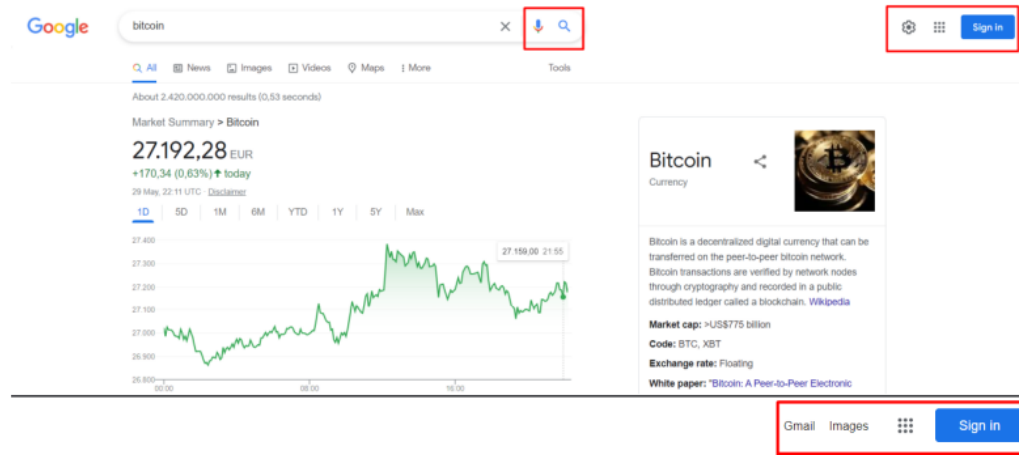 Google
bitcoin
Sign in
All News Images Videos Maps More Tools
About 2.420.000.000 results (0,53 seconds)
Market Summary > Bitcoin
27.192,28 EUR
+170,34 (0,63%) today
29 May, 22:11 UTC · Disclaimer
1D 5D 1M 6M YTD 1Y 5Y Max
27.400
27.300
27.200
27.100
27.000
26.900
26.800
27.159,00 21:55
00:00 08:00 16:00
Bitcoin
Currency
Bitcoin is a decentralized digital currency that can be
transferred on the peer-to-peer bitcoin network.
Bitcoin transactions are verified by network nodes
through cryptography and recorded in a public
distributed ledger called a blockchain. Wikipedia
Market cap: >US$775 billion
Code: BTC, XBT
Exchange rate: Floating
White paper: "Bitcoin: A Peer-to-Peer Electronic
Gmail Images Sign in